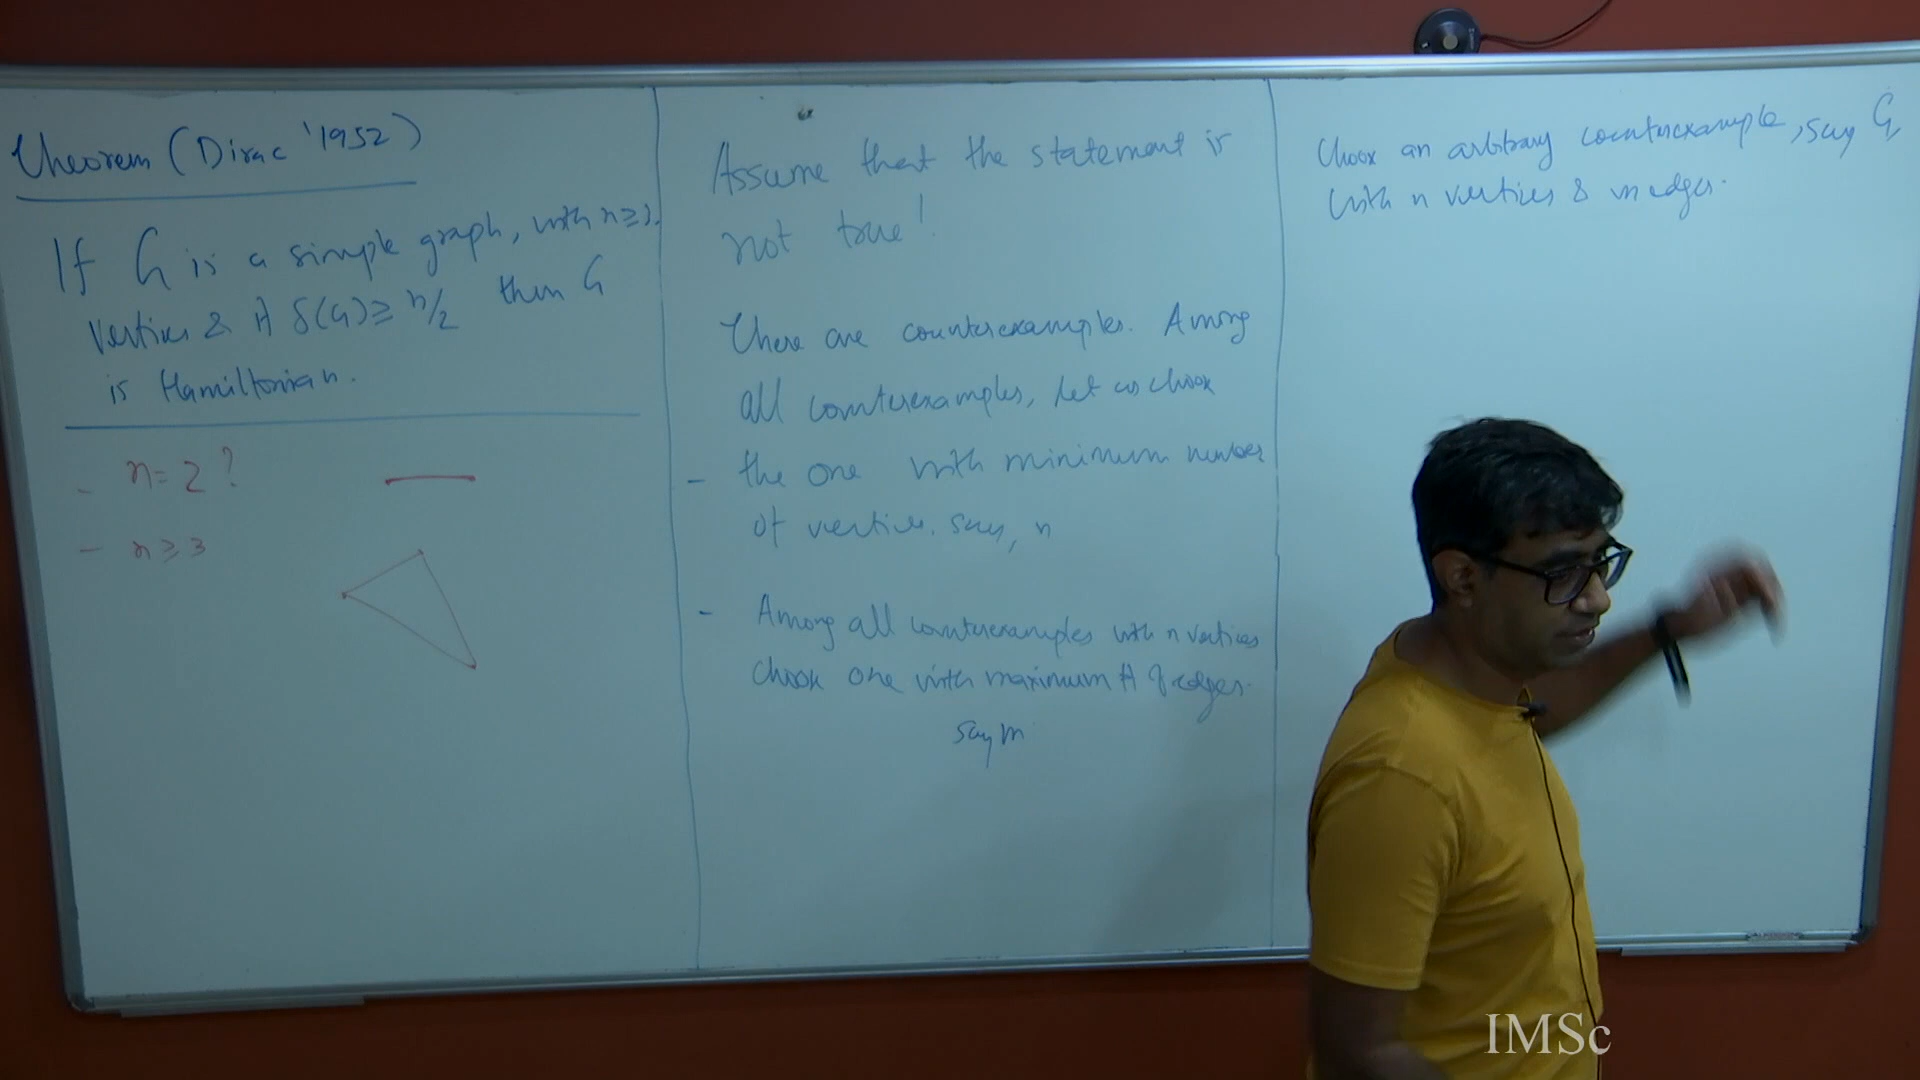 Theorem (Dirac '1952)
If G is a simple graph, with n≥3
vertices & if δ(G) ≥ n/2 then G
is Hamiltonian.
- n=2?
- n≥3
Assume that the statement is
not true!
There are counterexamples. Among
all counterexamples, let us choose
- the one with minimum number
of vertices. say, n
- Among all counterexamples with n vertices
choose one with maximum # of edges.
say m
Choose an arbitrary counterexample, say G,
with n vertices & m edges.
IMSc